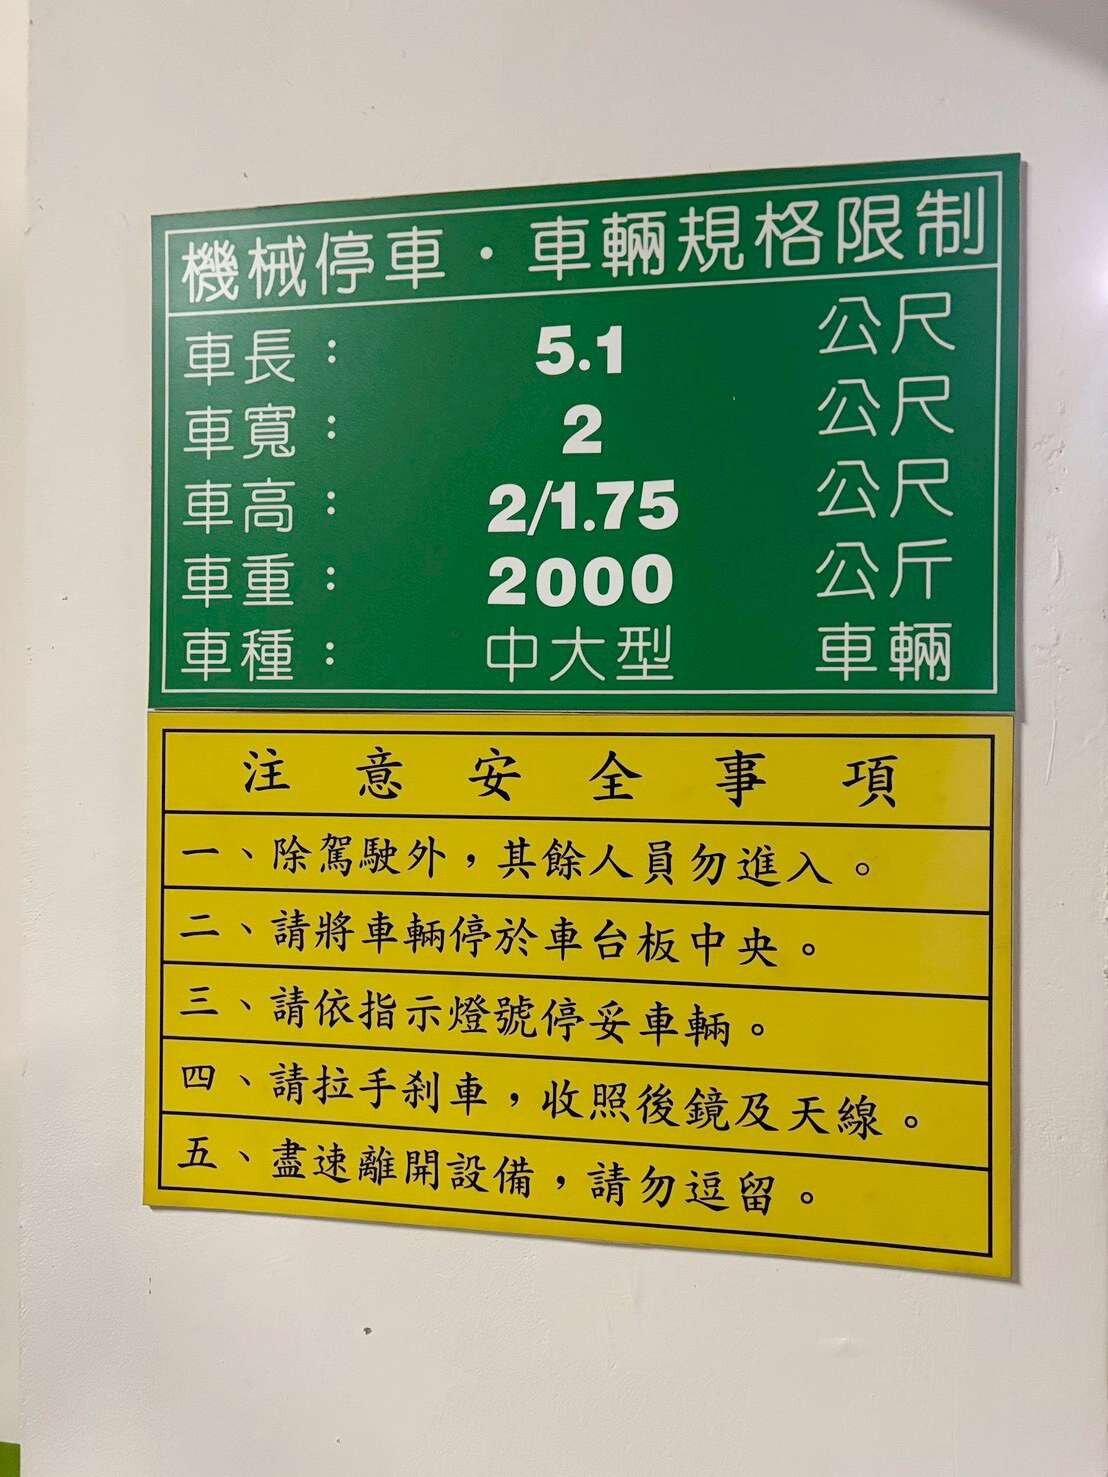 機械停車・車輛規格限制
車長： 5.1 公尺
車寬： 2 公尺
車高： 2/1.75 公尺
車重： 2000 公斤
車種： 中大型 車輛
注意安全事項
一、除駕駛外，其餘人員勿進入。
二、請將車輛停於車台板中央。
三、請依指示燈號停妥車輛。
四、請拉手剎車，收照後鏡及天線。
五、盡速離開設備，請勿逗留。